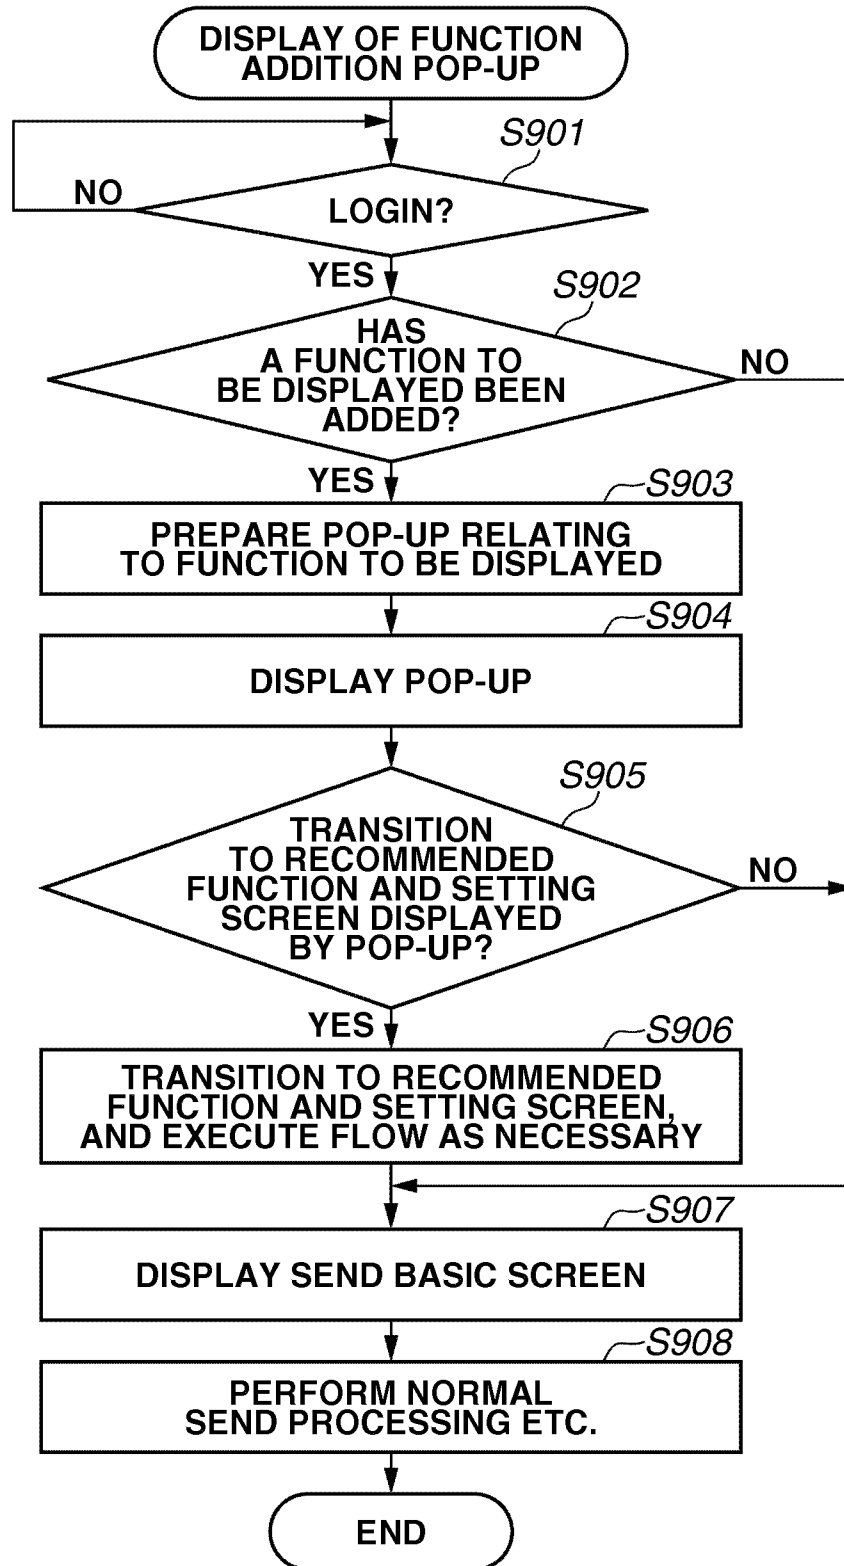 DISPLAY OF FUNCTION
ADDITION POP-UP
S901
NO
LOGIN?
YES
S902
HAS
A FUNCTION TO
BE DISPLAYED BEEN
ADDED?
NO
YES
S903
PREPARE POP-UP RELATING
TO FUNCTION TO BE DISPLAYED
S904
DISPLAY POP-UP
S905
TRANSITION
TO RECOMMENDED
FUNCTION AND SETTING
SCREEN DISPLAYED
BY POP-UP?
NO
YES
S906
TRANSITION TO RECOMMENDED
FUNCTION AND SETTING SCREEN,
AND EXECUTE FLOW AS NECESSARY
S907
DISPLAY SEND BASIC SCREEN
S908
PERFORM NORMAL
SEND PROCESSING ETC.
END